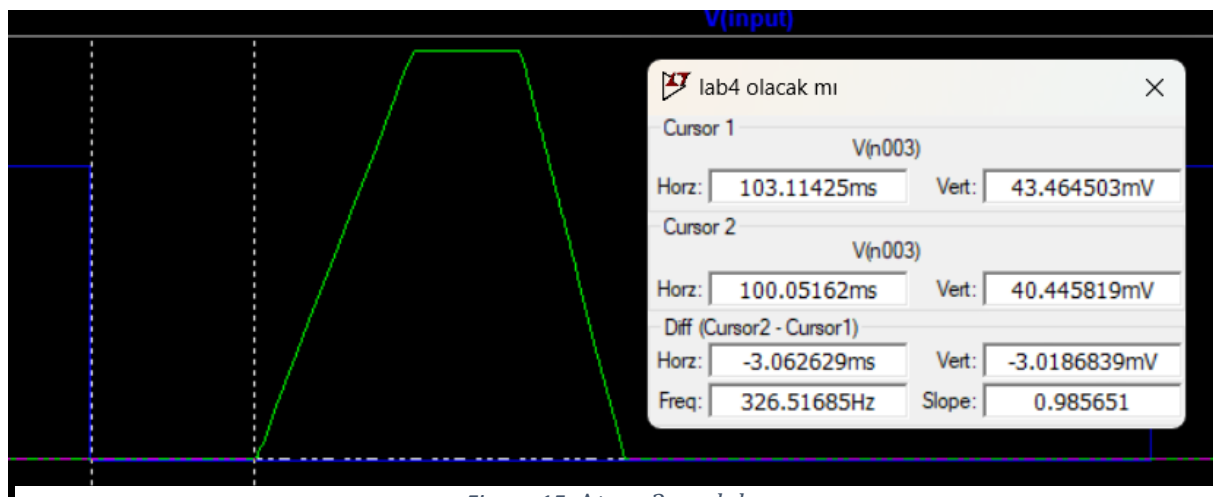 V(input)
lab4 olacak mı
Cursor 1
V(n003)
Horz: 103.11425ms Vert: 43.464503mV
Cursor 2
V(n003)
Horz: 100.05162ms Vert: 40.445819mV
Diff (Cursor2 - Cursor1)
Horz: -3.062629ms Vert: -3.0186839mV
Freq: 326.51685Hz Slope: 0.985651